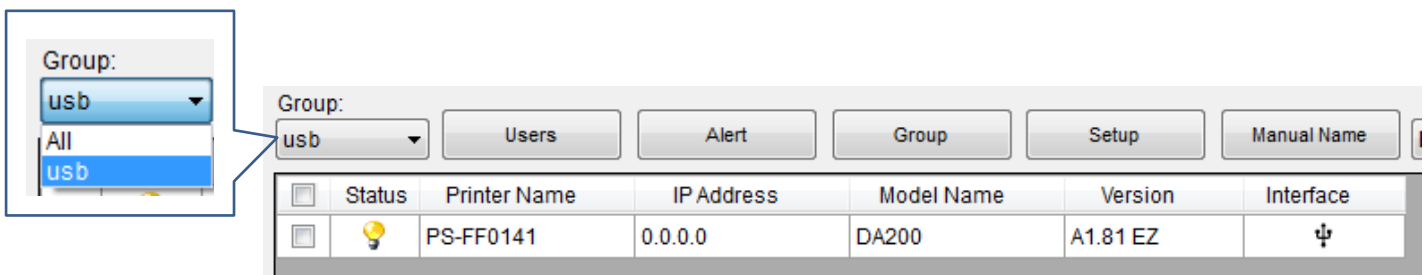 Group:
usb
All
usb
Group:
usb Users Alert Group Setup Manual Name
Status Printer Name IP Address Model Name Version Interface
PS-FF0141 0.0.0.0 DA200 A1.81 EZ